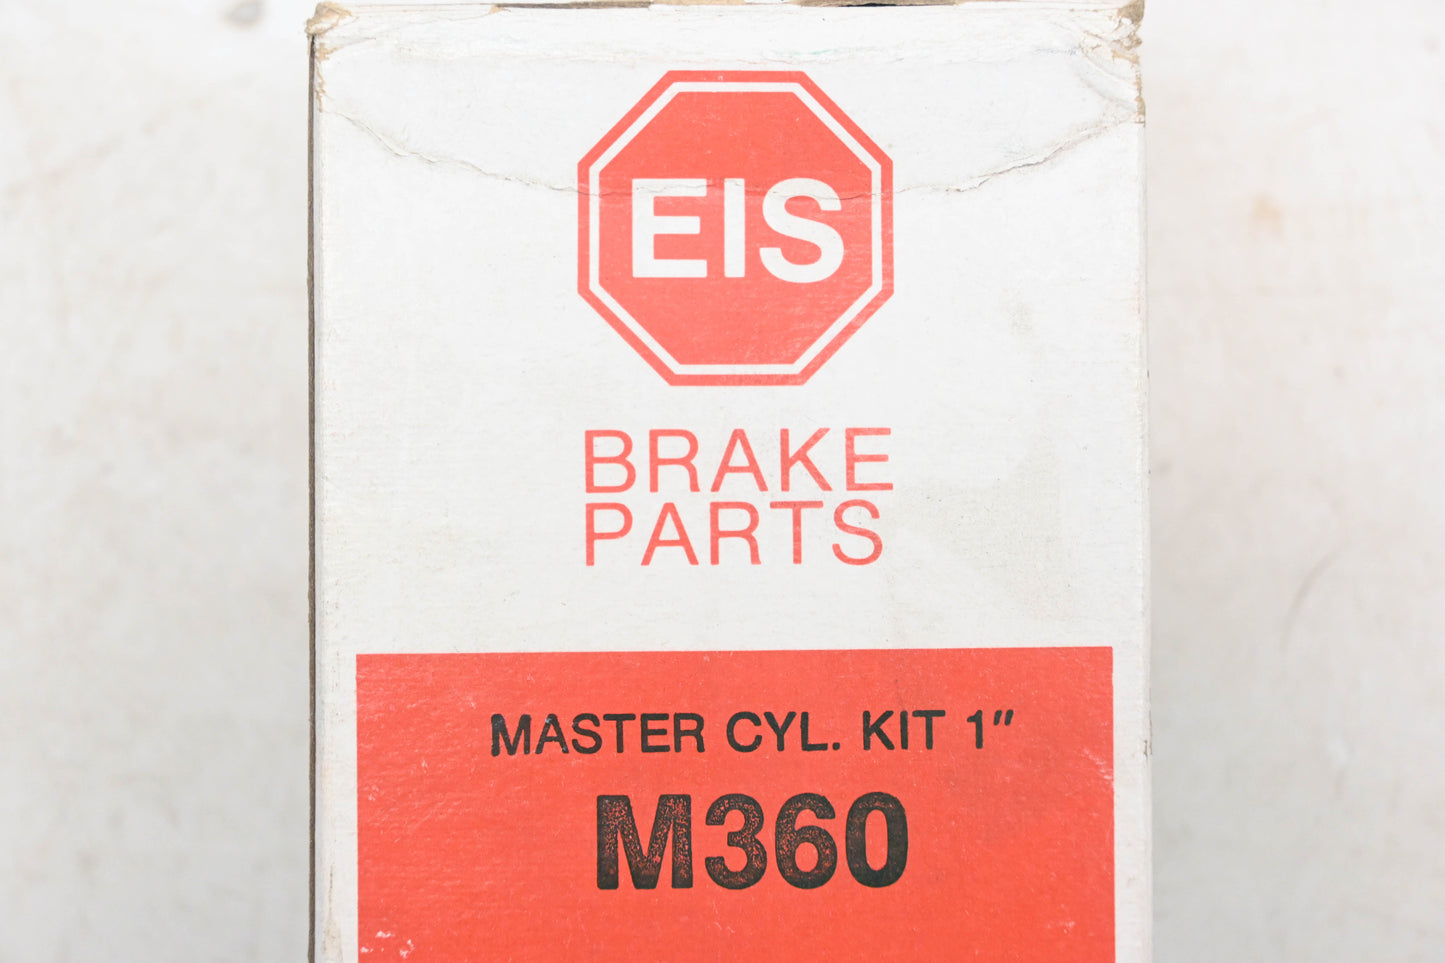 EIS
BRAKE
PARTS
MASTER CYL. KIT 1"
M360